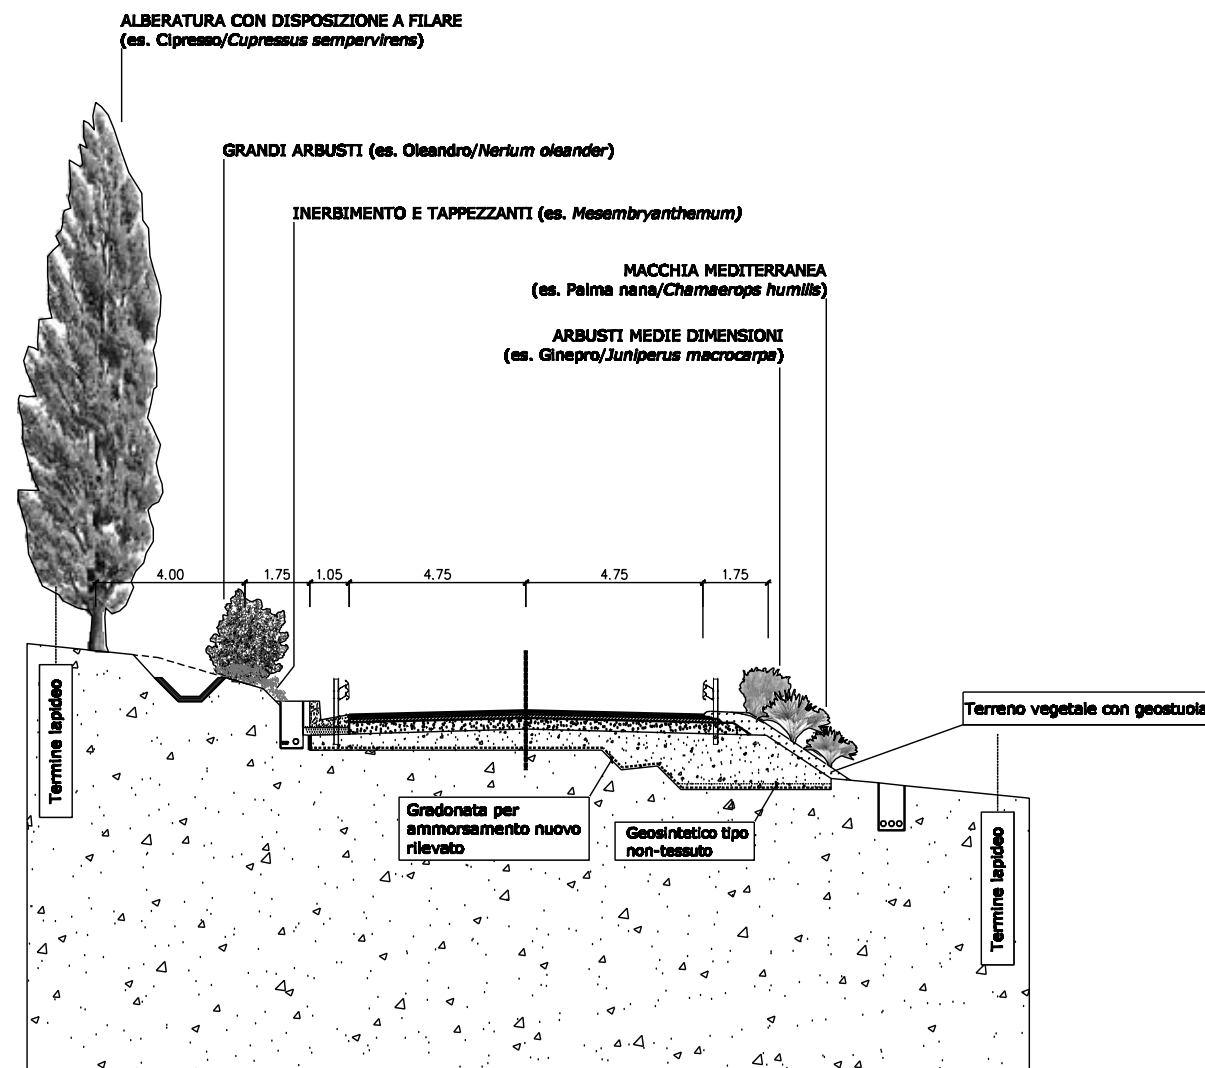 ALBERATURA CON DISPOSIZIONE A FILARE
(es. Cipresso/Cupressus sempervirens)
GRANDI ARBUSTI (es. Oleandro/Nerium oleander)
INERBIMENTO E TAPPEZZANTI (es. Mesembryanthemum)
MACCHIA MEDITERRANEA
(es. Palma nana/Chamaerops humilis)
ARBUSTI MEDIE DIMENSIONI
(es. Ginepro/Juniperus macrocarpa)
4.00 1.75 1.05 4.75 4.75 1.75
Termine lapideo
Terreno vegetale con geostuoia
Gradonata per
ammorsamento nuovo
rilevato
Geosintetico tipo
non-tessuto
Termine lapideo